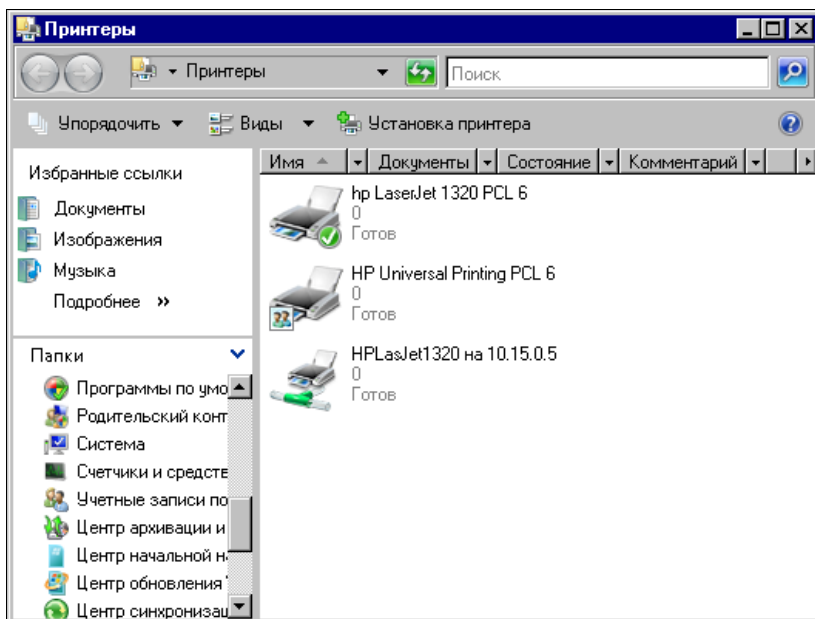 Принтеры
Принтеры
Поиск
Упорядочить Виды Установка принтера
Избранные ссылки
Документы
Изображения
Музыка
Подробнее »
Папки
Программы по умо
Родительский конт
Система
Счетчики и средств
Учетные записи по
Центр архивации и
Центр начальной н
Центр обновления
Центр синхронизац
Имя Документы Состояние Комментарий
hp LaserJet 1320 PCL 6
0
Готов
HP Universal Printing PCL 6
0
Готов
HPLasJet1320 на 10.15.0.5
0
Готов